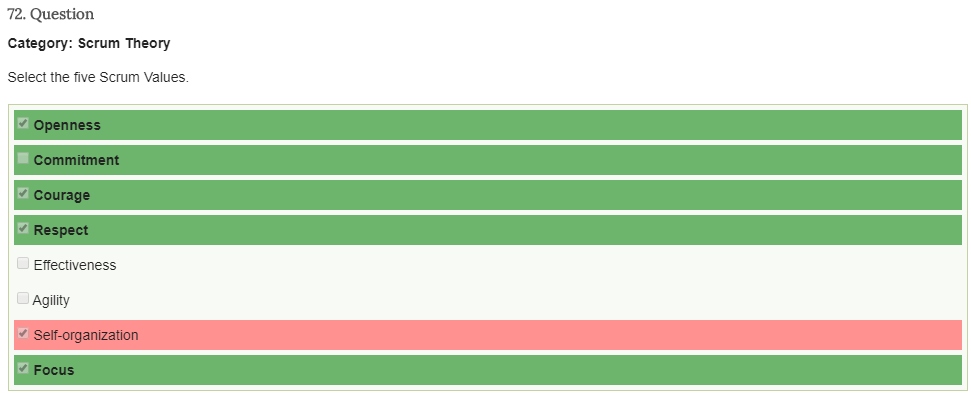 72. Question
Category: Scrum Theory
Select the five Scrum Values.
Openness
Commitment
Courage
Respect
Effectiveness
Agility
Self-organization
Focus